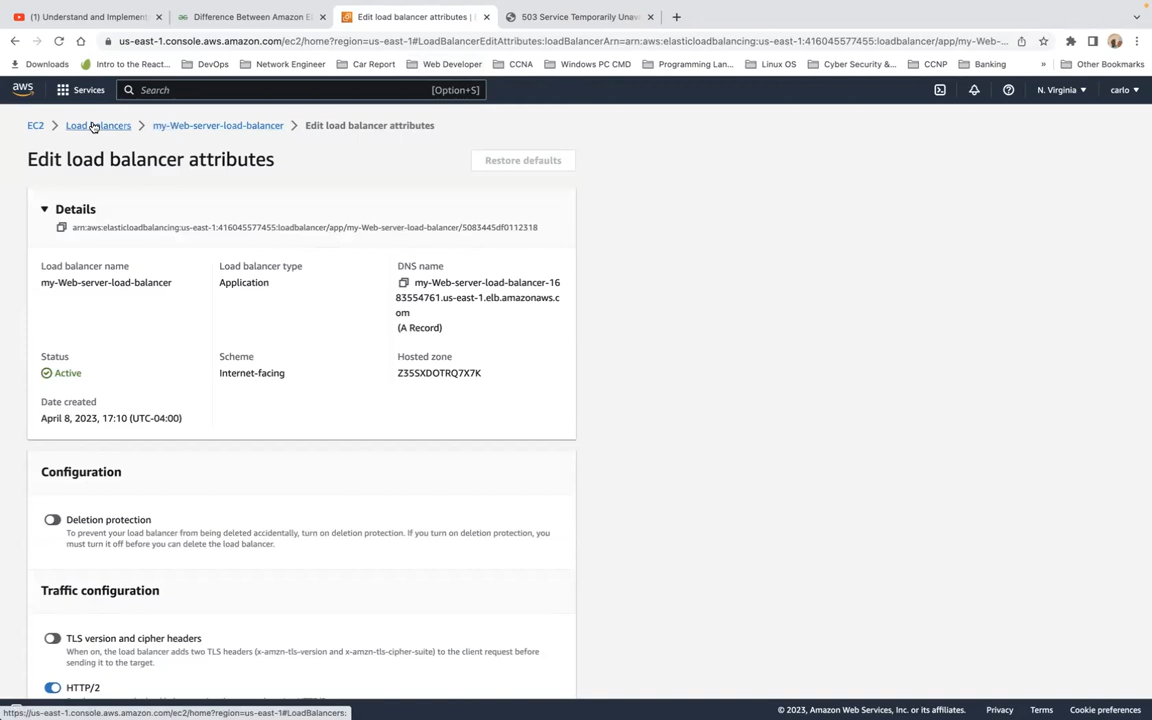 (1) Understand and Implement
Difference Between Amazon E
Edit load balancer attributes |
503 Service Temporarily Unav
us-east-1.console.aws.amazon.com/ec2/home?region=us-east-1#LoadBalancerEditAttributes:loadBalancerArn=arn:aws:elasticloadbalancing:us-east-1:416045577455:loadbalancer/app/my-Web-...
Downloads
Intro to the React...
DevOps
Network Engineer
Car Report
Web Developer
CCNA
Windows PC CMD
Programming Lan...
Linux OS
Cyber Security &...
CCNP
Banking
»
Other Bookmarks
aws
Services
Search
[Option+S]
N. Virginia
carlo
EC2
Load balancers
my-Web-server-load-balancer
Edit load balancer attributes
Edit load balancer attributes
Restore defaults
Details
arn:aws:elasticloadbalancing:us-east-1:416045577455:loadbalancer/app/my-Web-server-load-balancer/5083445df0112318
Load balancer name
my-Web-server-load-balancer
Load balancer type
Application
DNS name
my-Web-server-load-balancer-16
83554761.us-east-1.elb.amazonaws.c
om
(A Record)
Status
Active
Scheme
Internet-facing
Hosted zone
Z35SXDOTRQ7X7K
Date created
April 8, 2023, 17:10 (UTC-04:00)
Configuration
Deletion protection
To prevent your load balancer from being deleted accidentally, turn on deletion protection. If you turn on deletion protection, you
must turn it off before you can delete the load balancer.
Traffic configuration
TLS version and cipher headers
When on, the load balancer adds two TLS headers (x-amzn-tls-version and x-amzn-tls-cipher-suite) to the client request before
sending it to the target.
HTTP/2
https://us-east-1.console.aws.amazon.com/ec2/home?region=us-east-1#LoadBalancers:
© 2023, Amazon Web Services, Inc. or its affiliates.
Privacy
Terms
Cookie preferences